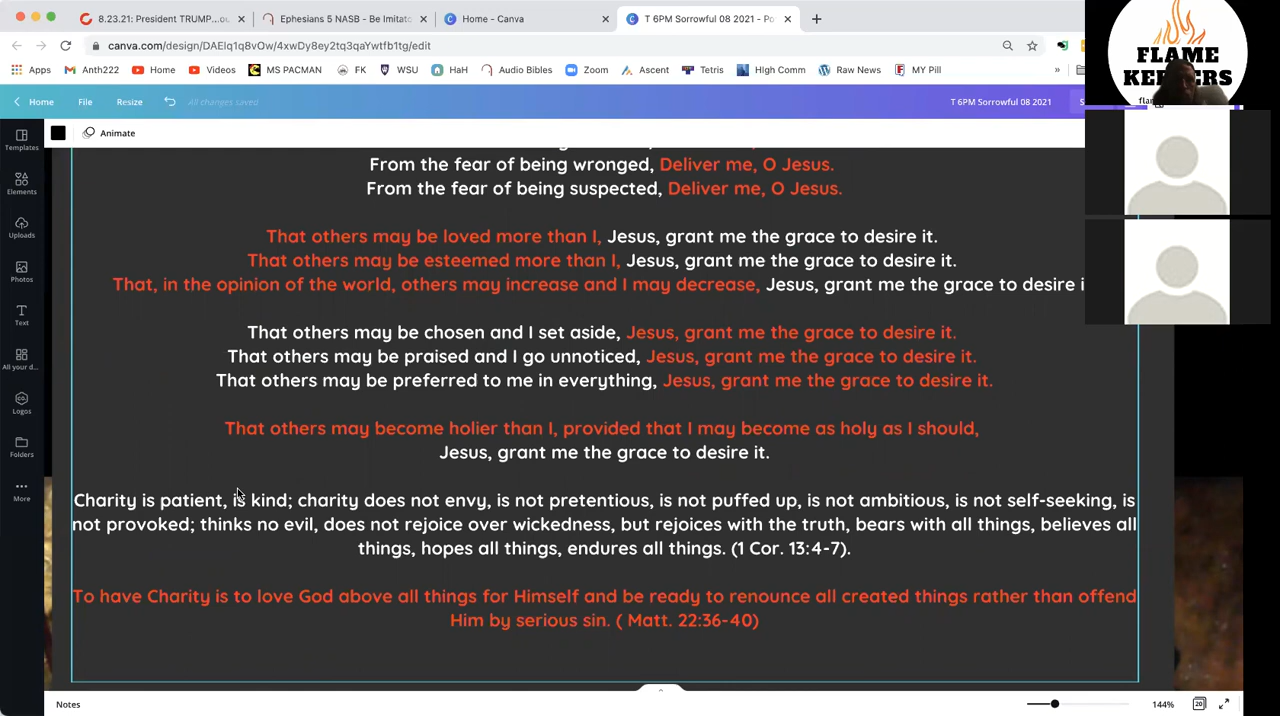 8.23.21: President TRUMP...ou
Ephesians 5 NASB - Be Imitato
Home - Canva
T 6PM Sorrowful 08 2021 - Po
canva.com/design/DAElq1q8vOw/4xwDy8ey2tq3qaYwtfb1tg/edit
Apps
Anth222
Home
Videos
MS PACMAN
FK
WSU
HaH
Audio Bibles
Zoom
Ascent
Tetris
HIgh Comm
Raw News
MY Pill
»
FLAME
KEEPERS
Home
File
Resize
All changes saved
T 6PM Sorrowful 08 2021
Animate
Templates
Elements
Uploads
Photos
Text
All your d...
Logos
Folders
More
From the fear of being wronged, Deliver me, O Jesus.
From the fear of being suspected, Deliver me, O Jesus.
That others may be loved more than I, Jesus, grant me the grace to desire it.
That others may be esteemed more than I, Jesus, grant me the grace to desire it.
That, in the opinion of the world, others may increase and I may decrease, Jesus, grant me the grace to desire i
That others may be chosen and I set aside, Jesus, grant me the grace to desire it.
That others may be praised and I go unnoticed, Jesus, grant me the grace to desire it.
That others may be preferred to me in everything, Jesus, grant me the grace to desire it.
That others may become holier than I, provided that I may become as holy as I should,
Jesus, grant me the grace to desire it.
Charity is patient, is kind; charity does not envy, is not pretentious, is not puffed up, is not ambitious, is not self-seeking, is
not provoked; thinks no evil, does not rejoice over wickedness, but rejoices with the truth, bears with all things, believes all
things, hopes all things, endures all things. (1 Cor. 13:4-7).
To have Charity is to love God above all things for Himself and be ready to renounce all created things rather than offend
Him by serious sin. ( Matt. 22:36-40)
Notes
144%
20